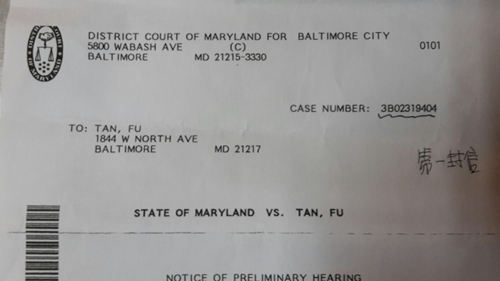 DISTRICT COURT OF MARYLAND FOR BALTIMORE CITY
5800 WABASH AVE (C) 0101
BALTIMORE MD 21215-3330
CASE NUMBER: 3B02319404
TO: TAN, FU
1844 W NORTH AVE
BALTIMORE MD 21217
第一封信
STATE OF MARYLAND VS. TAN, FU
NOTICE OF PRELIMINARY HEARING